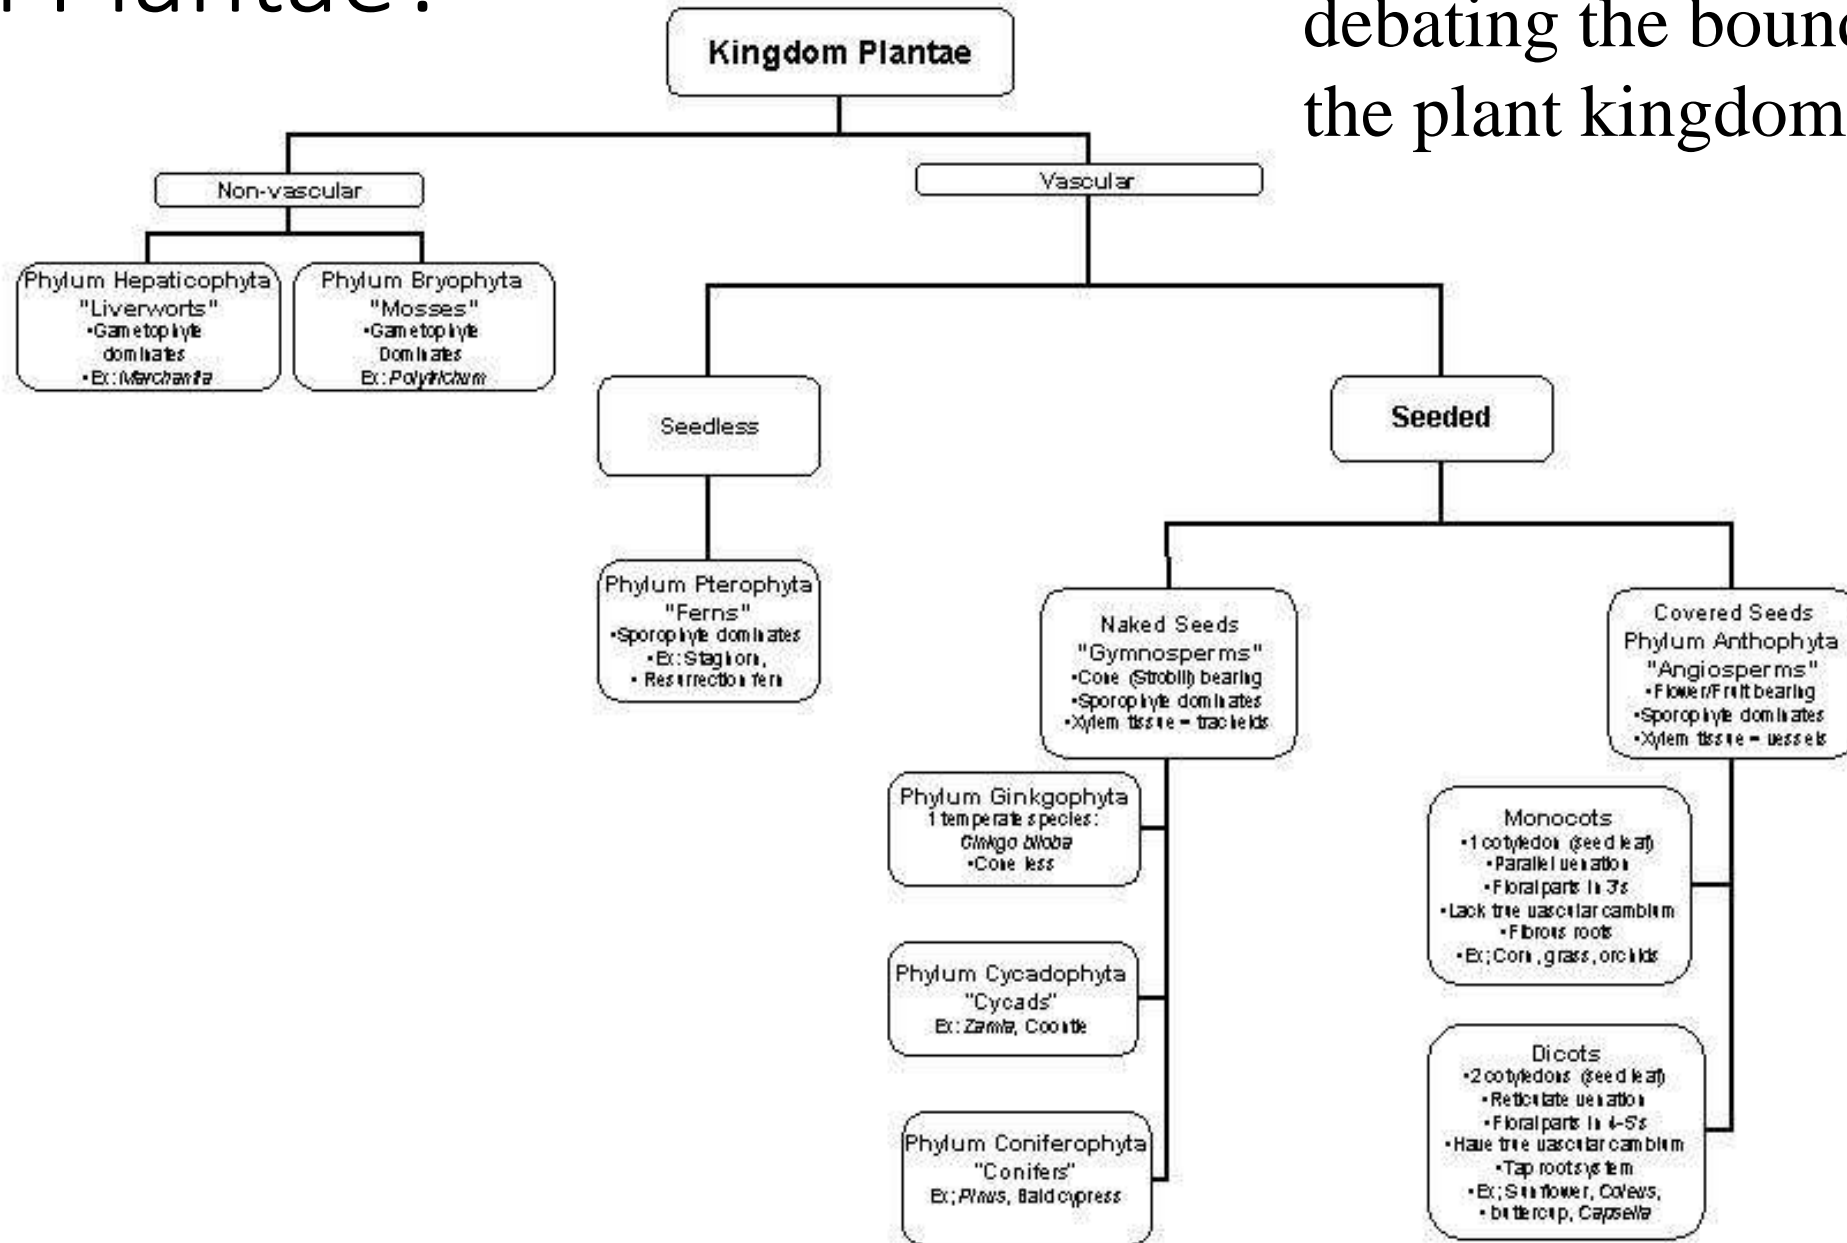 Plantae?
debating the bound
the plant kingdom
Kingdom Plantae
Non-vascular
Vascular
Phylum Hepaticophyta
"Liverworts"
•Gametophyte
dominates
•Ex: Marchantia
Phylum Bryophyta
"Mosses"
•Gametophyte
Dominates
Ex: Polytrichum
Seedless
Seeded
Phylum Pterophyta
"Ferns"
•Sporophyte dominates
•Ex: Staghorn,
• Resurrection fern
Naked Seeds
"Gymnosperms"
•Cone (Strobili) bearing
•Sporophyte dominates
•Xylem tissue = tracheids
Covered Seeds
Phylum Anthophyta
"Angiosperms"
•Flower/Fruit bearing
•Sporophyte dominates
•Xylem tissue = vessels
Phylum Ginkgophyta
1 temperate species:
Ginkgo biloba
•Cone less
Phylum Cycadophyta
"Cycads"
Ex: Zamia, Coontie
Phylum Coniferophyta
"Conifers"
Ex; Pinus, Bald cypress
Monocots
•1 cotyledon (seed leaf)
•Parallel venation
•Floral parts in 3's
•Lack true vascular cambium
•Fibrous roots
•Ex; Corn, grass, orchids
Dicots
•2 cotyledons (seed leaf)
•Reticulate venation
•Floral parts in 4-5's
•Have true vascular cambium
•Tap root system
•Ex; Sunflower, Coleus,
• buttercup, Capsella